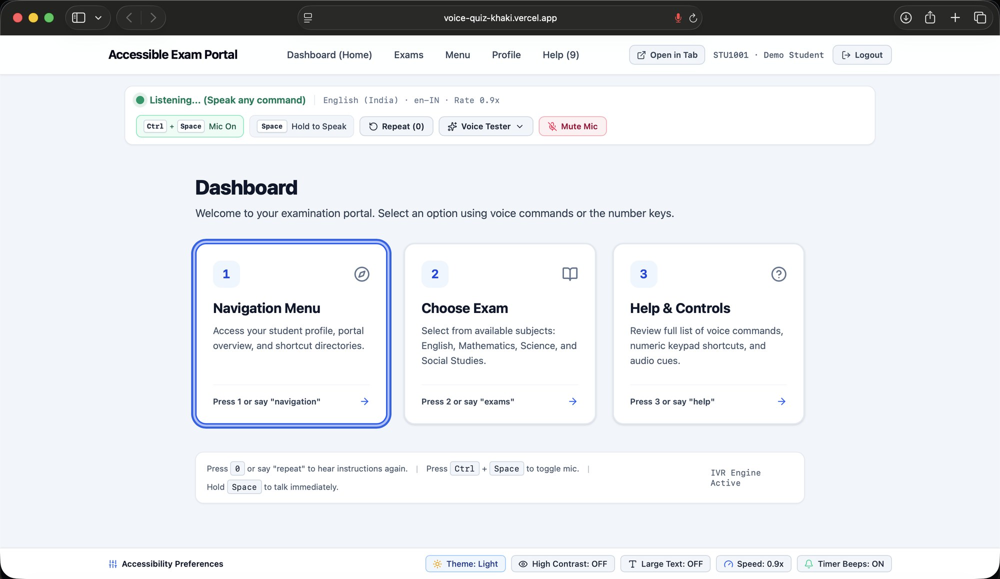 voice-quiz-khaki.vercel.app
Accessible Exam Portal
Dashboard (Home)
Exams
Menu
Profile
Help (9)
Open in Tab
STU1001 · Demo Student
Logout
Listening... (Speak any command)
English (India) · en-IN · Rate 0.9x
Ctrl + Space Mic On
Space Hold to Speak
Repeat (0)
Voice Tester
Mute Mic
Dashboard
Welcome to your examination portal. Select an option using voice commands or the number keys.
1
Navigation Menu
Access your student profile, portal
overview, and shortcut directories.
Press 1 or say "navigation"
2
Choose Exam
Select from available subjects:
English, Mathematics, Science, and
Social Studies.
Press 2 or say "exams"
3
Help & Controls
Review full list of voice commands,
numeric keypad shortcuts, and
audio cues.
Press 3 or say "help"
Press 0 or say "repeat" to hear instructions again. | Press Ctrl + Space to toggle mic. |
Hold Space to talk immediately.
IVR Engine
Active
Accessibility Preferences
Theme: Light
High Contrast: OFF
Large Text: OFF
Speed: 0.9x
Timer Beeps: ON